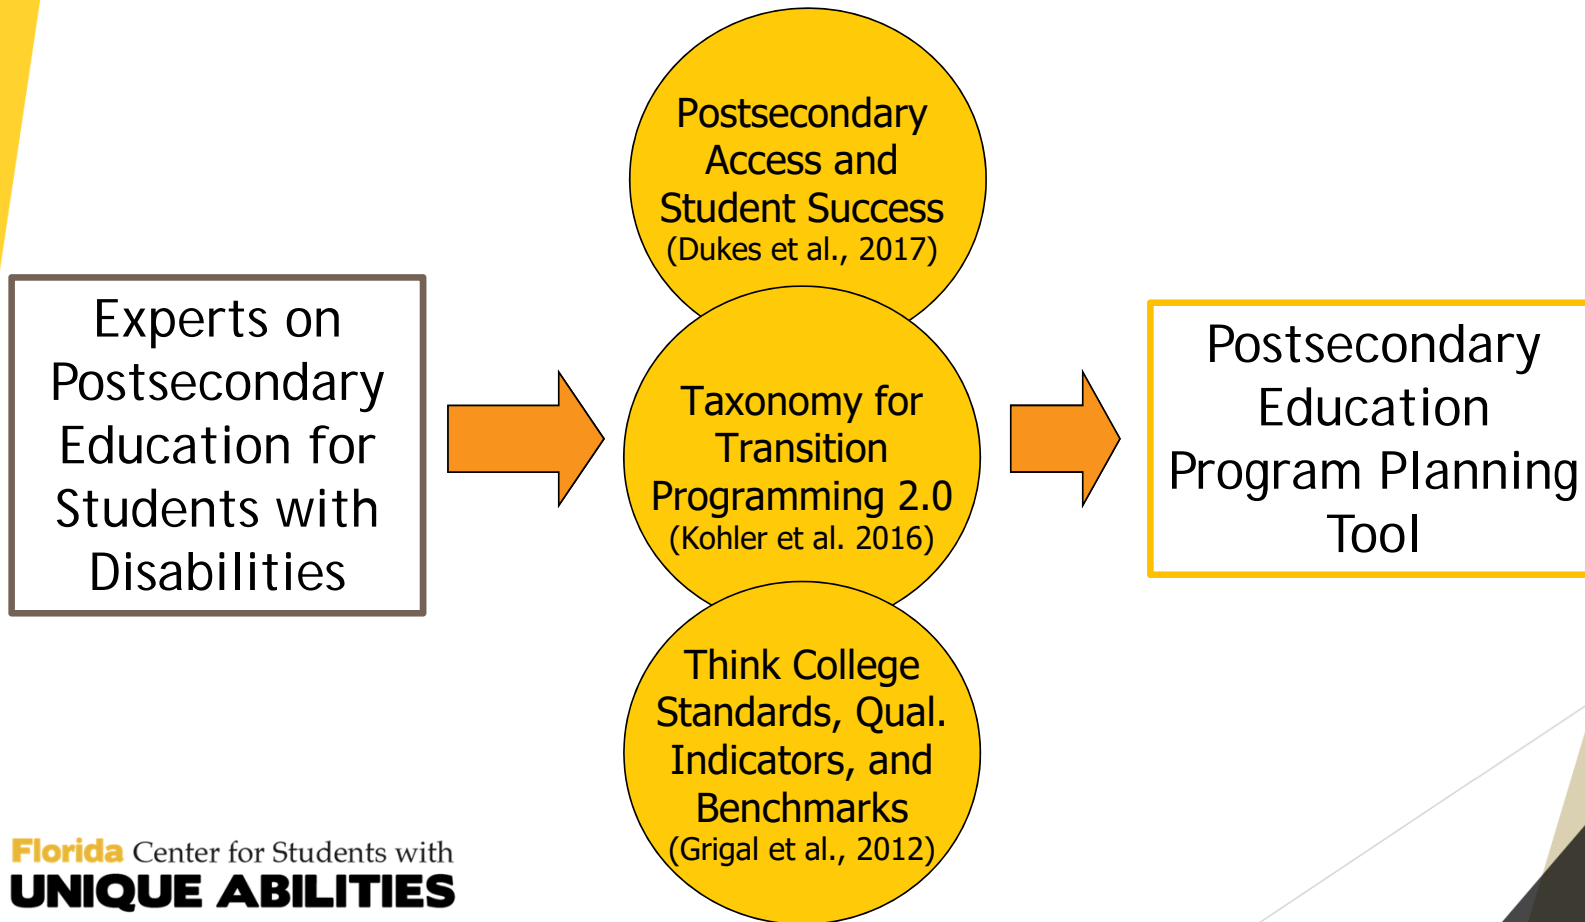 Experts on
Postsecondary
Education for
Students with
Disabilities
Postsecondary
Access and
Student Success
(Dukes et al., 2017)
Taxonomy for
Transition
Programming 2.0
(Kohler et al. 2016)
Think College
Standards, Qual.
Indicators, and
Benchmarks
(Grigal et al., 2012)
Postsecondary
Education
Program Planning
Tool
Florida Center for Students with
UNIQUE ABILITIES